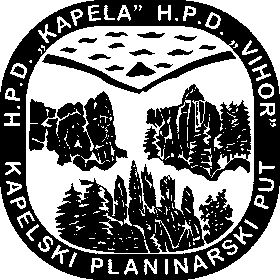 H.P.D. „KAPELA” H.P.D. „VIHOR”
KAPELSKI PLANINARSKI PUT